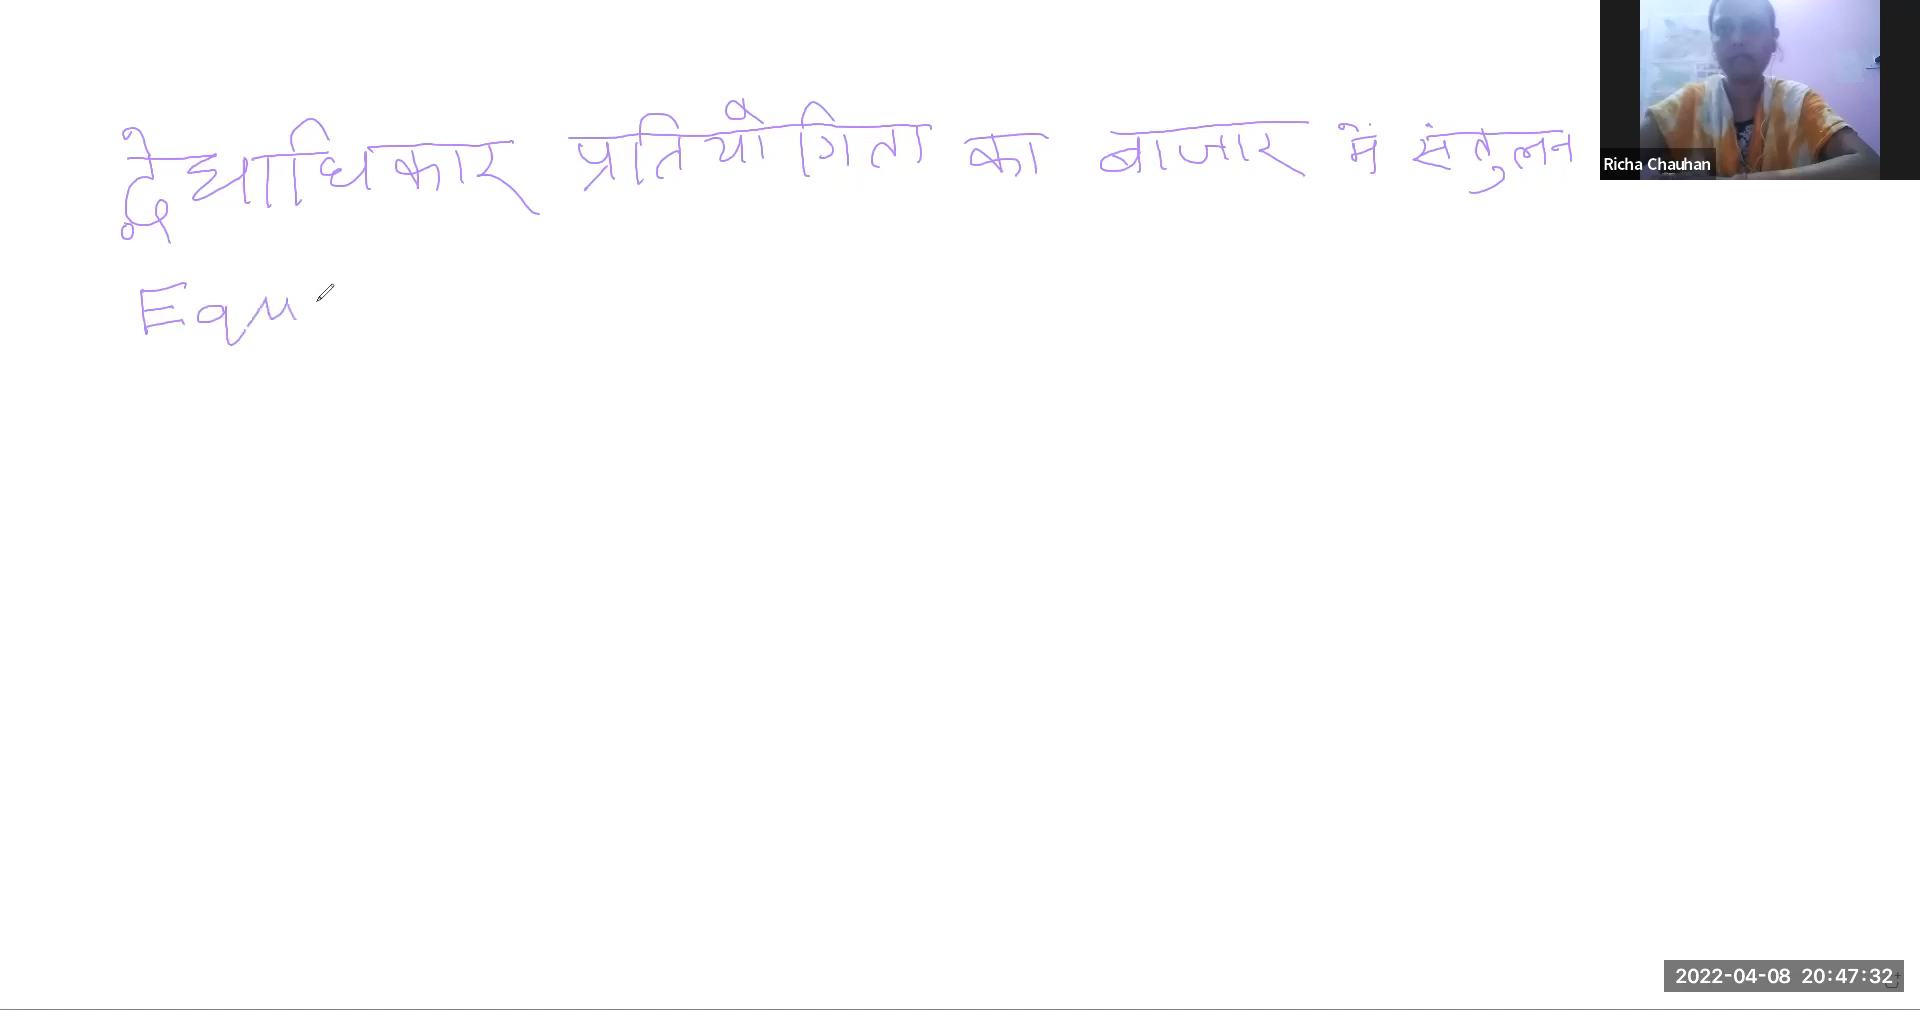 द्वेधाधिकार प्रतियोगिता का बाजार में संतुलन
Equ
Richa Chauhan
2022-04-08 20:47:32